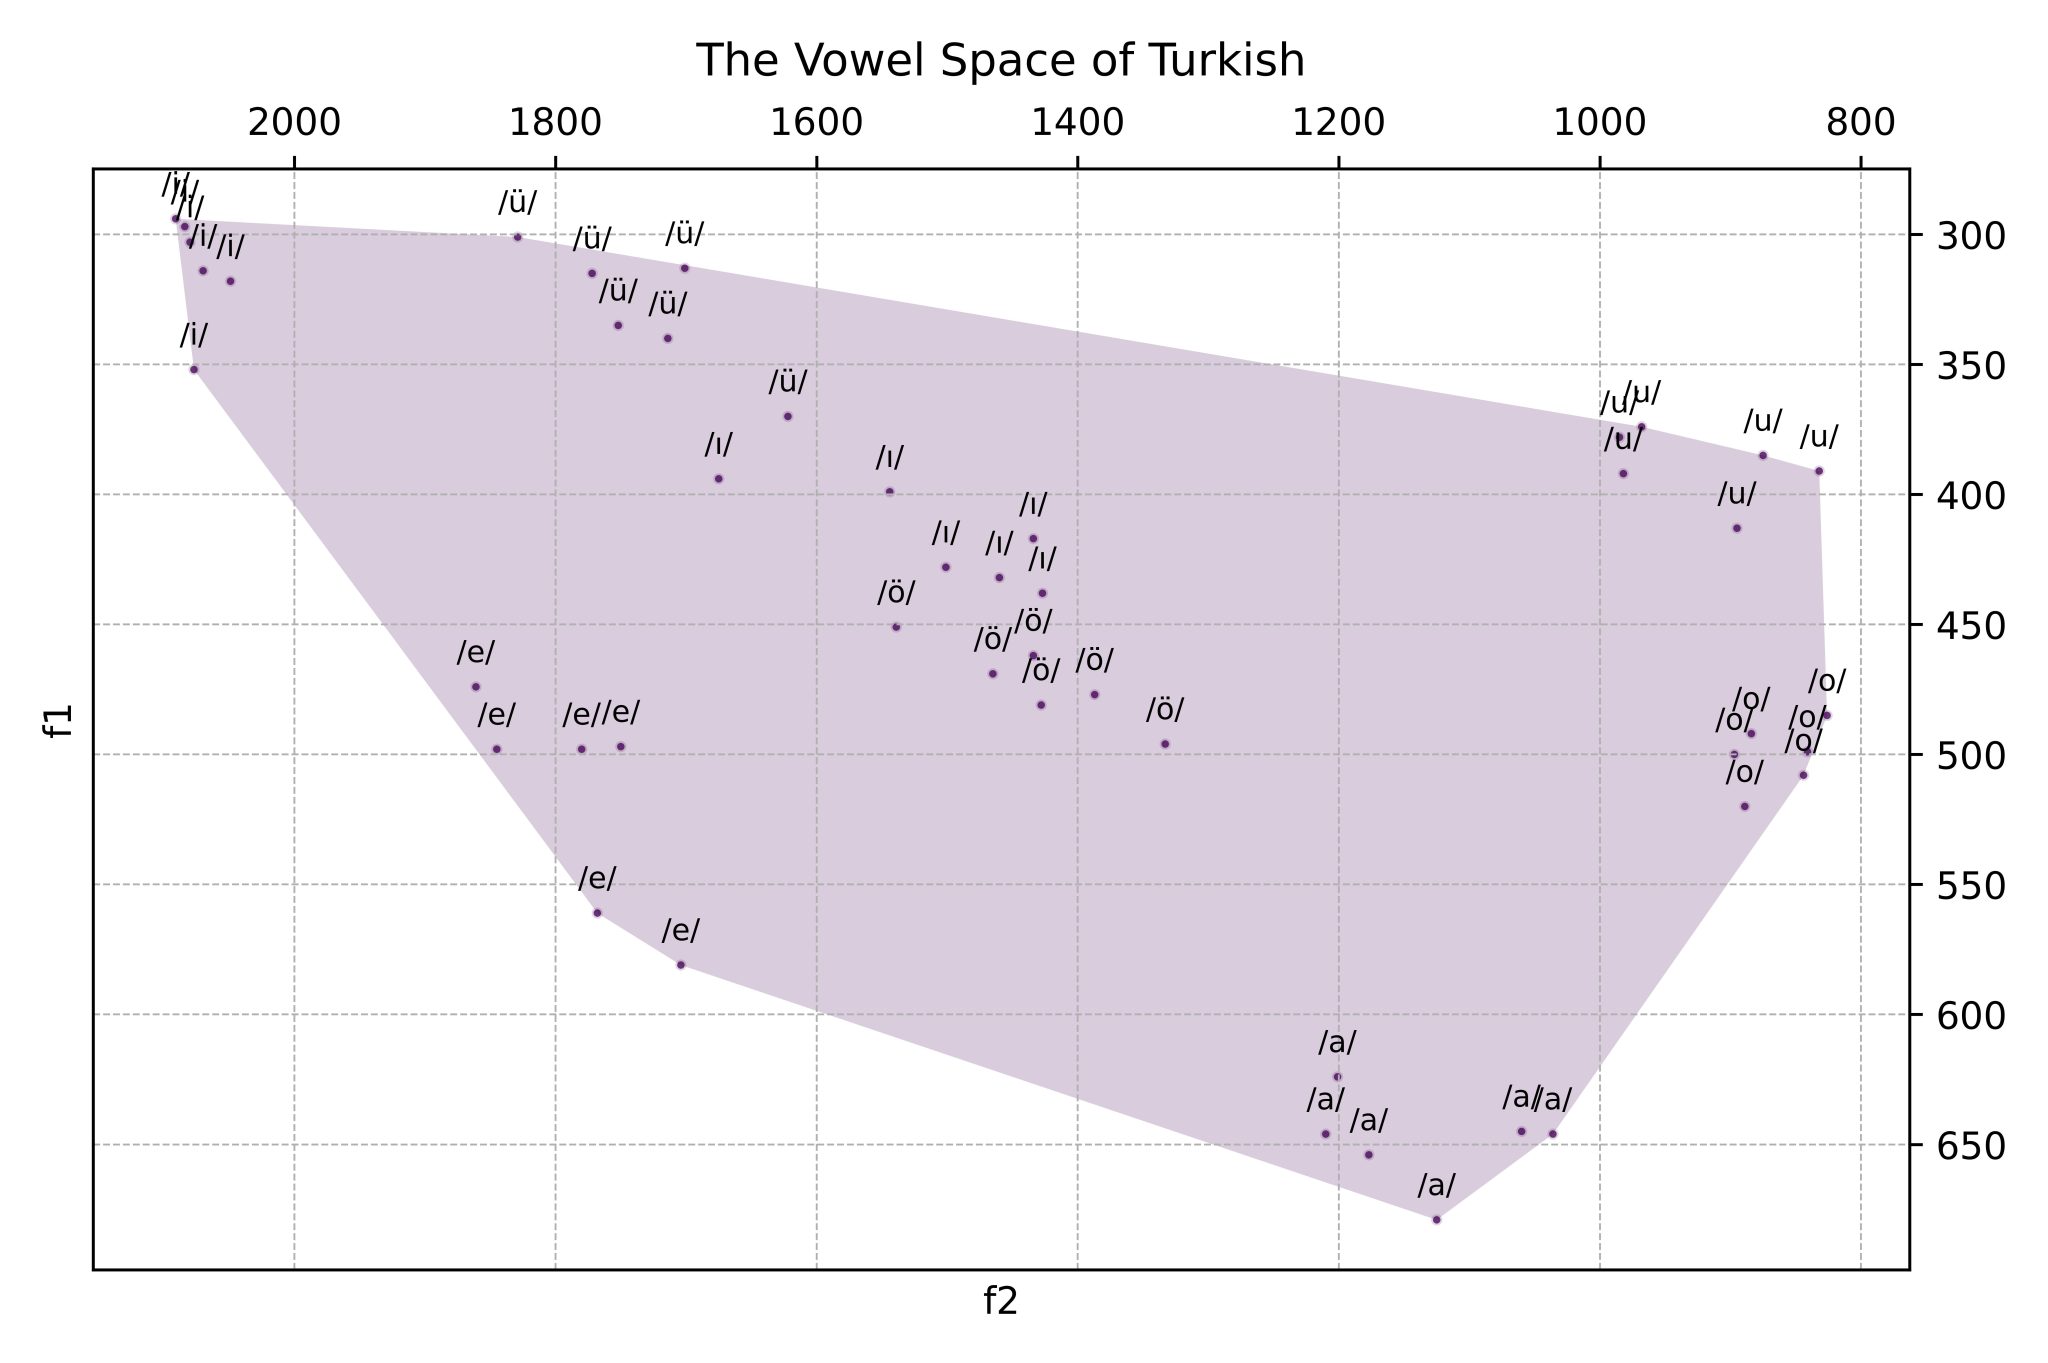 The Vowel Space of Turkish
2000 1800 1600 1400 1200 1000 800
/i/ /i/ /ü/
/i/
/i/ /i/ /ü/ /ü/ 300
/ü/ /ü/
/i/ 350
/ü/ /u/ /u/
/ı/ /ı/ /u/ /u/ /u/
/ı/ /u/ 400
/ı/ /ı/ /ı/
/ö/ /ö/ 450
/e/ /ö/ /ö/ /ö/ /o/
/e/ /e/ /e/ /ö/ /o/ /o/ /o/
/o/ 500
/o/
f1
/e/ 550
/e/
/a/ 600
/a/ /a/ /a/ /a/ 650
/a/
f2